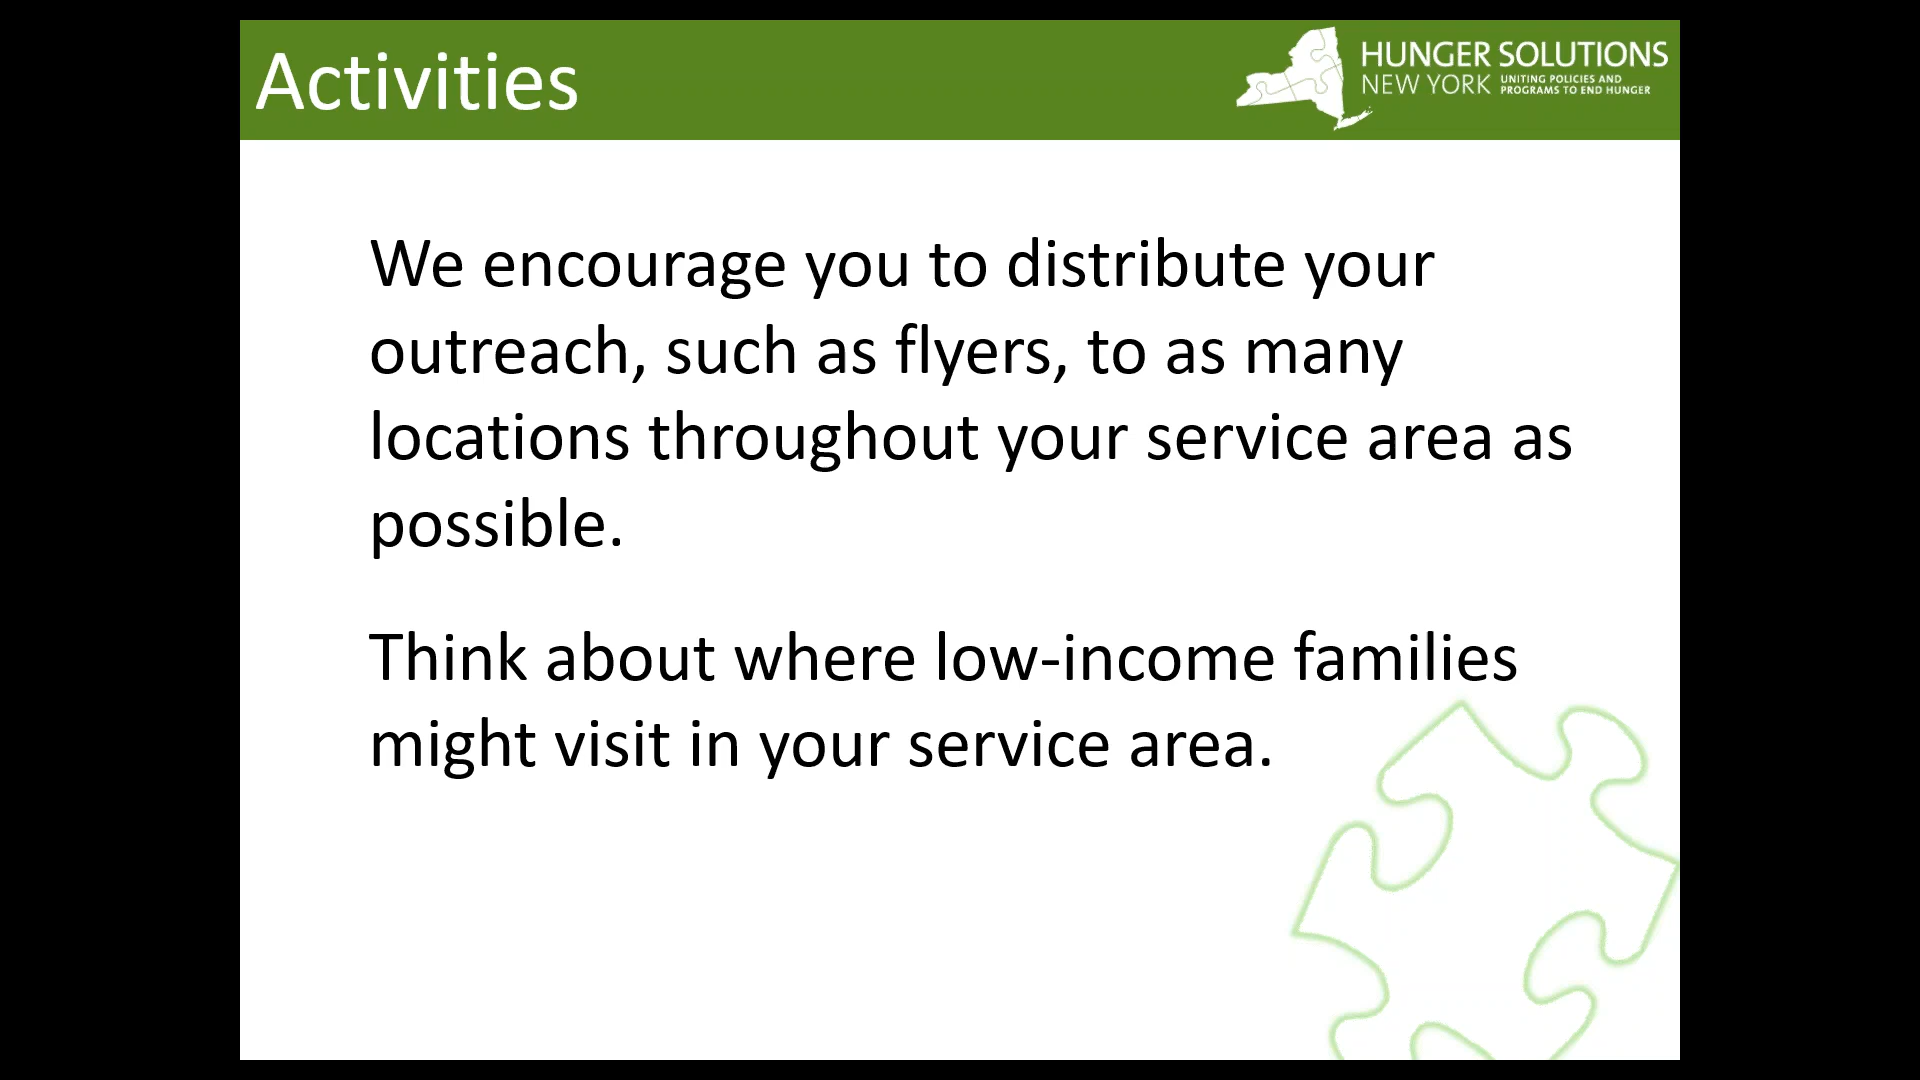 Activities
HUNGER SOLUTIONS
NEW YORK UNITING POLICIES AND
PROGRAMS TO END HUNGER
We encourage you to distribute your
outreach, such as flyers, to as many
locations throughout your service area as
possible.
Think about where low-income families
might visit in your service area.